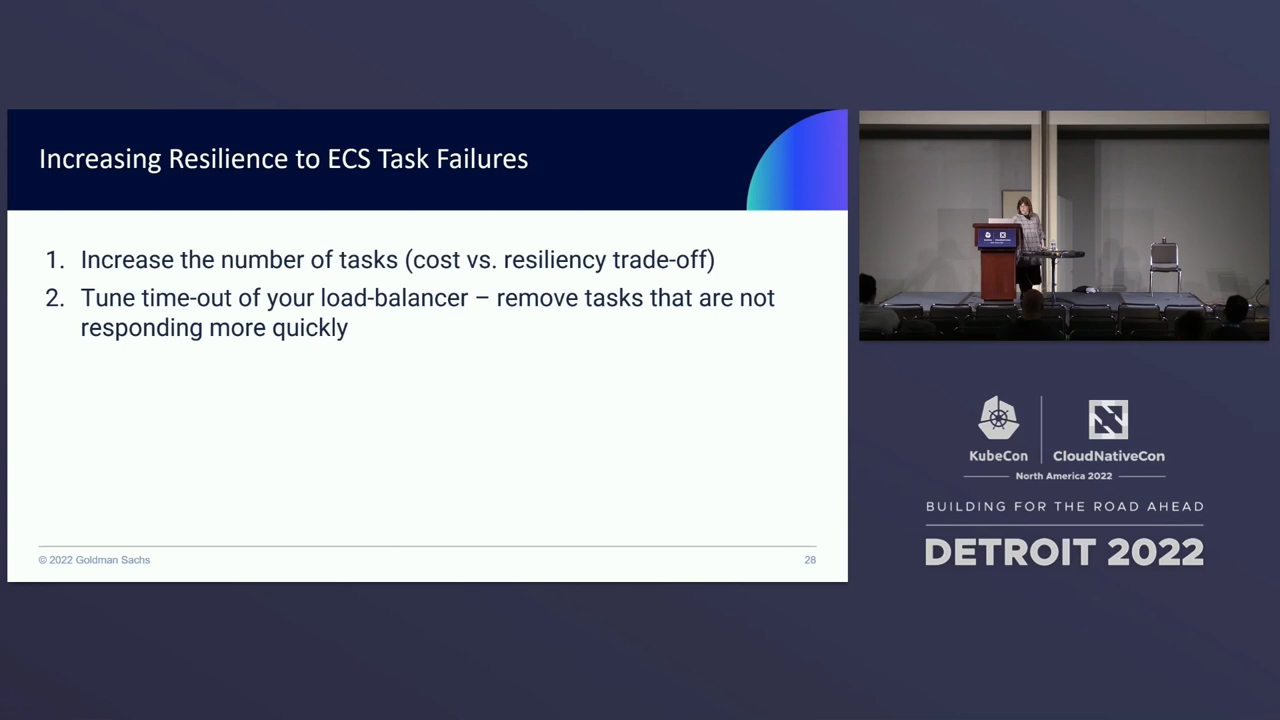 Increasing Resilience to ECS Task Failures
1. Increase the number of tasks (cost vs. resiliency trade-off)
2. Tune time-out of your load-balancer – remove tasks that are not
responding more quickly
© 2022 Goldman Sachs
28
KubeCon
CloudNativeCon
North America 2022
BUILDING FOR THE ROAD AHEAD
DETROIT 2022